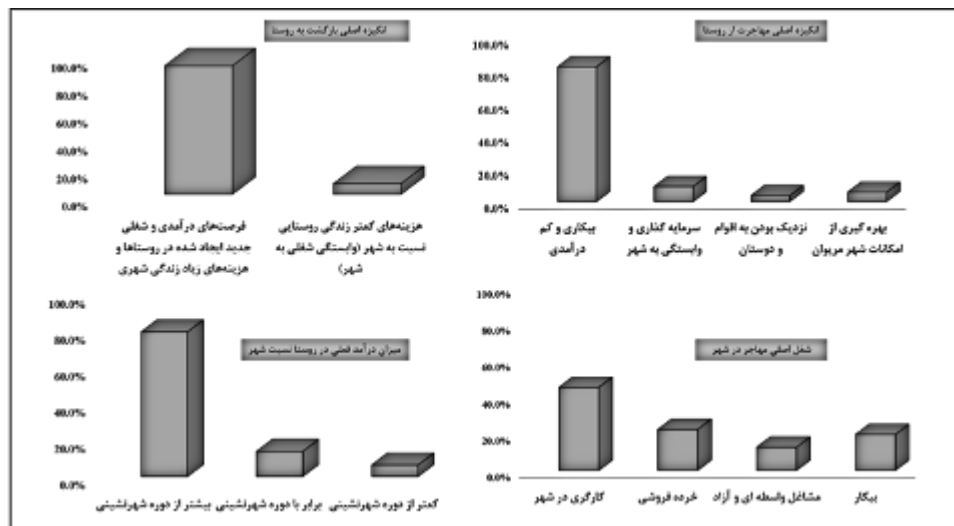 انگیزه اصلی مهاجرت از روستا
100.0%
80.0%
60.0%
40.0%
20.0%
0.0%
بیکاری و کم
درآمدی
سرمایه گذاری و
وابستگی به شهر
نزدیک بودن به اقوام
و دوستان
بهره گیری از
امکانات شهر مریوان
انگیزه اصلی بازگشت به روستا
100.0%
80.0%
60.0%
40.0%
20.0%
0.0%
فرصت‌های درآمدی و شغلی
جدید ایجاد شده در روستاها و
هزینه‌های زیاد زندگی شهری
هزینه‌های کمتر زندگی روستایی
نسبت به شهر (وابستگی شغلی به
شهر)
شغل اصلی مهاجر در شهر
100.0%
80.0%
60.0%
40.0%
20.0%
0.0%
کارگری در شهر
خرده فروشی
مشاغل واسطه ای و آزاد
بیکار
میزان درآمد فعلی در روستا نسبت شهر
100.0%
80.0%
60.0%
40.0%
20.0%
0.0%
بیشتر از دوره شهرنشینی
برابر با دوره شهرنشینی
کمتر از دوره شهرنشینی